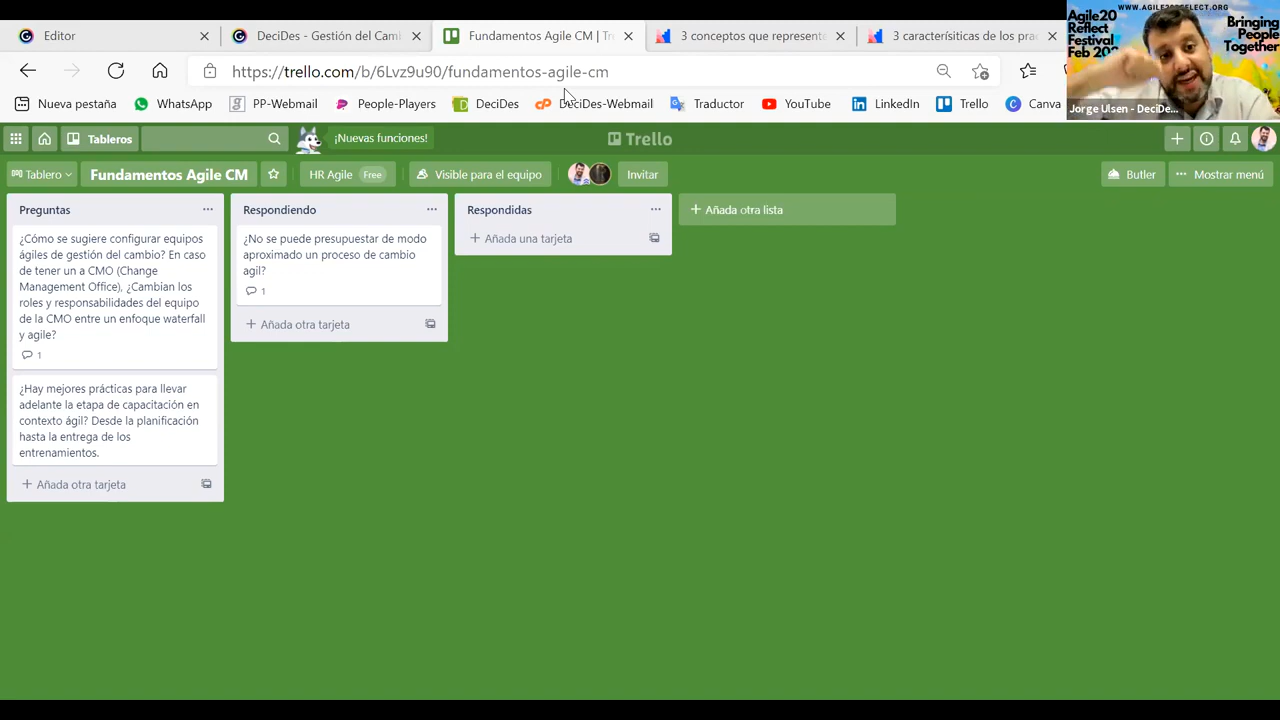 Editor
DeciDes - Gestión del Cam
Fundamentos Agile CM | Tr
3 conceptos que represent
3 caracterísiticas de los pra
https://trello.com/b/6Lvz9u90/fundamentos-agile-cm
Nueva pestaña
WhatsApp
PP-Webmail
People-Players
DeciDes
DeciDes-Webmail
Traductor
YouTube
LinkedIn
Trello
Canva
WWW.AGILE20REFLECT.ORG
Agile20
Reflect
Festival
Feb 202
Bringing
People
Together
Jorge Ulsen - DeciDe...
Tableros
¡Nuevas funciones!
Trello
Tablero
Fundamentos Agile CM
HR Agile Free
Visible para el equipo
Invitar
Butler
Mostrar menú
Preguntas
¿Cómo se sugiere configurar equipos
ágiles de gestión del cambio? En caso
de tener un a CMO (Change
Management Office), ¿Cambian los
roles y responsabilidades del equipo
de la CMO entre un enfoque waterfall
y agile?
1
¿Hay mejores prácticas para llevar
adelante la etapa de capacitación en
contexto ágil? Desde la planificación
hasta la entrega de los
entrenamientos.
+ Añada otra tarjeta
Respondiendo
¿No se puede presupuestar de modo
aproximado un proceso de cambio
agil?
1
+ Añada otra tarjeta
Respondidas
+ Añada una tarjeta
+ Añada otra lista